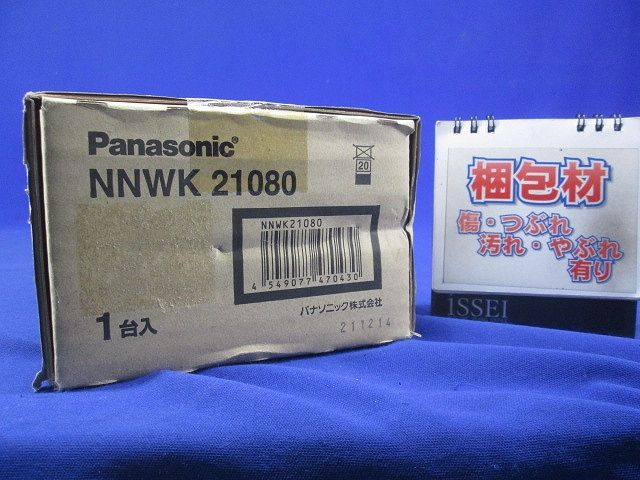 Panasonic®
NNWK 21080
20
NNWK21080
4 549077 470430
パナソニック株式会社
1台入
211214
梱包材
傷・つぶれ
汚れ・やぶれ
有り
ISSEI